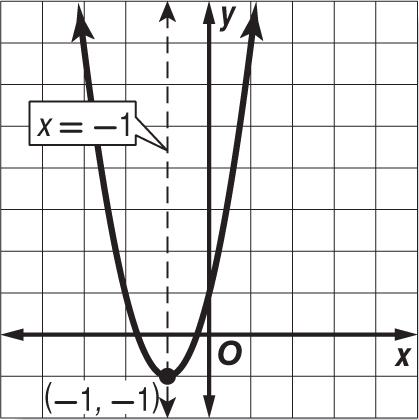 y
x = −1
O
x
(−1, −1)